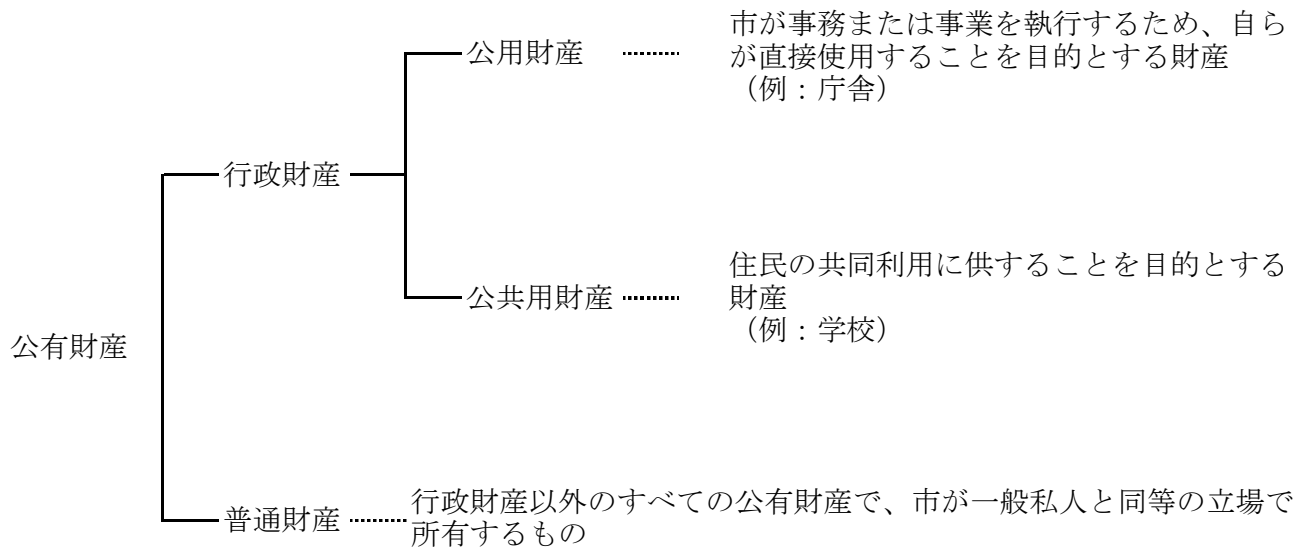 公有財産
行政財産
公用財産
市が事務または事業を執行するため、自ら
が直接使用することを目的とする財産
（例：庁舎）
公共用財産
住民の共同利用に供することを目的とする
財産
（例：学校）
普通財産
行政財産以外のすべての公有財産で、市が一般私人と同等の立場で
所有するもの